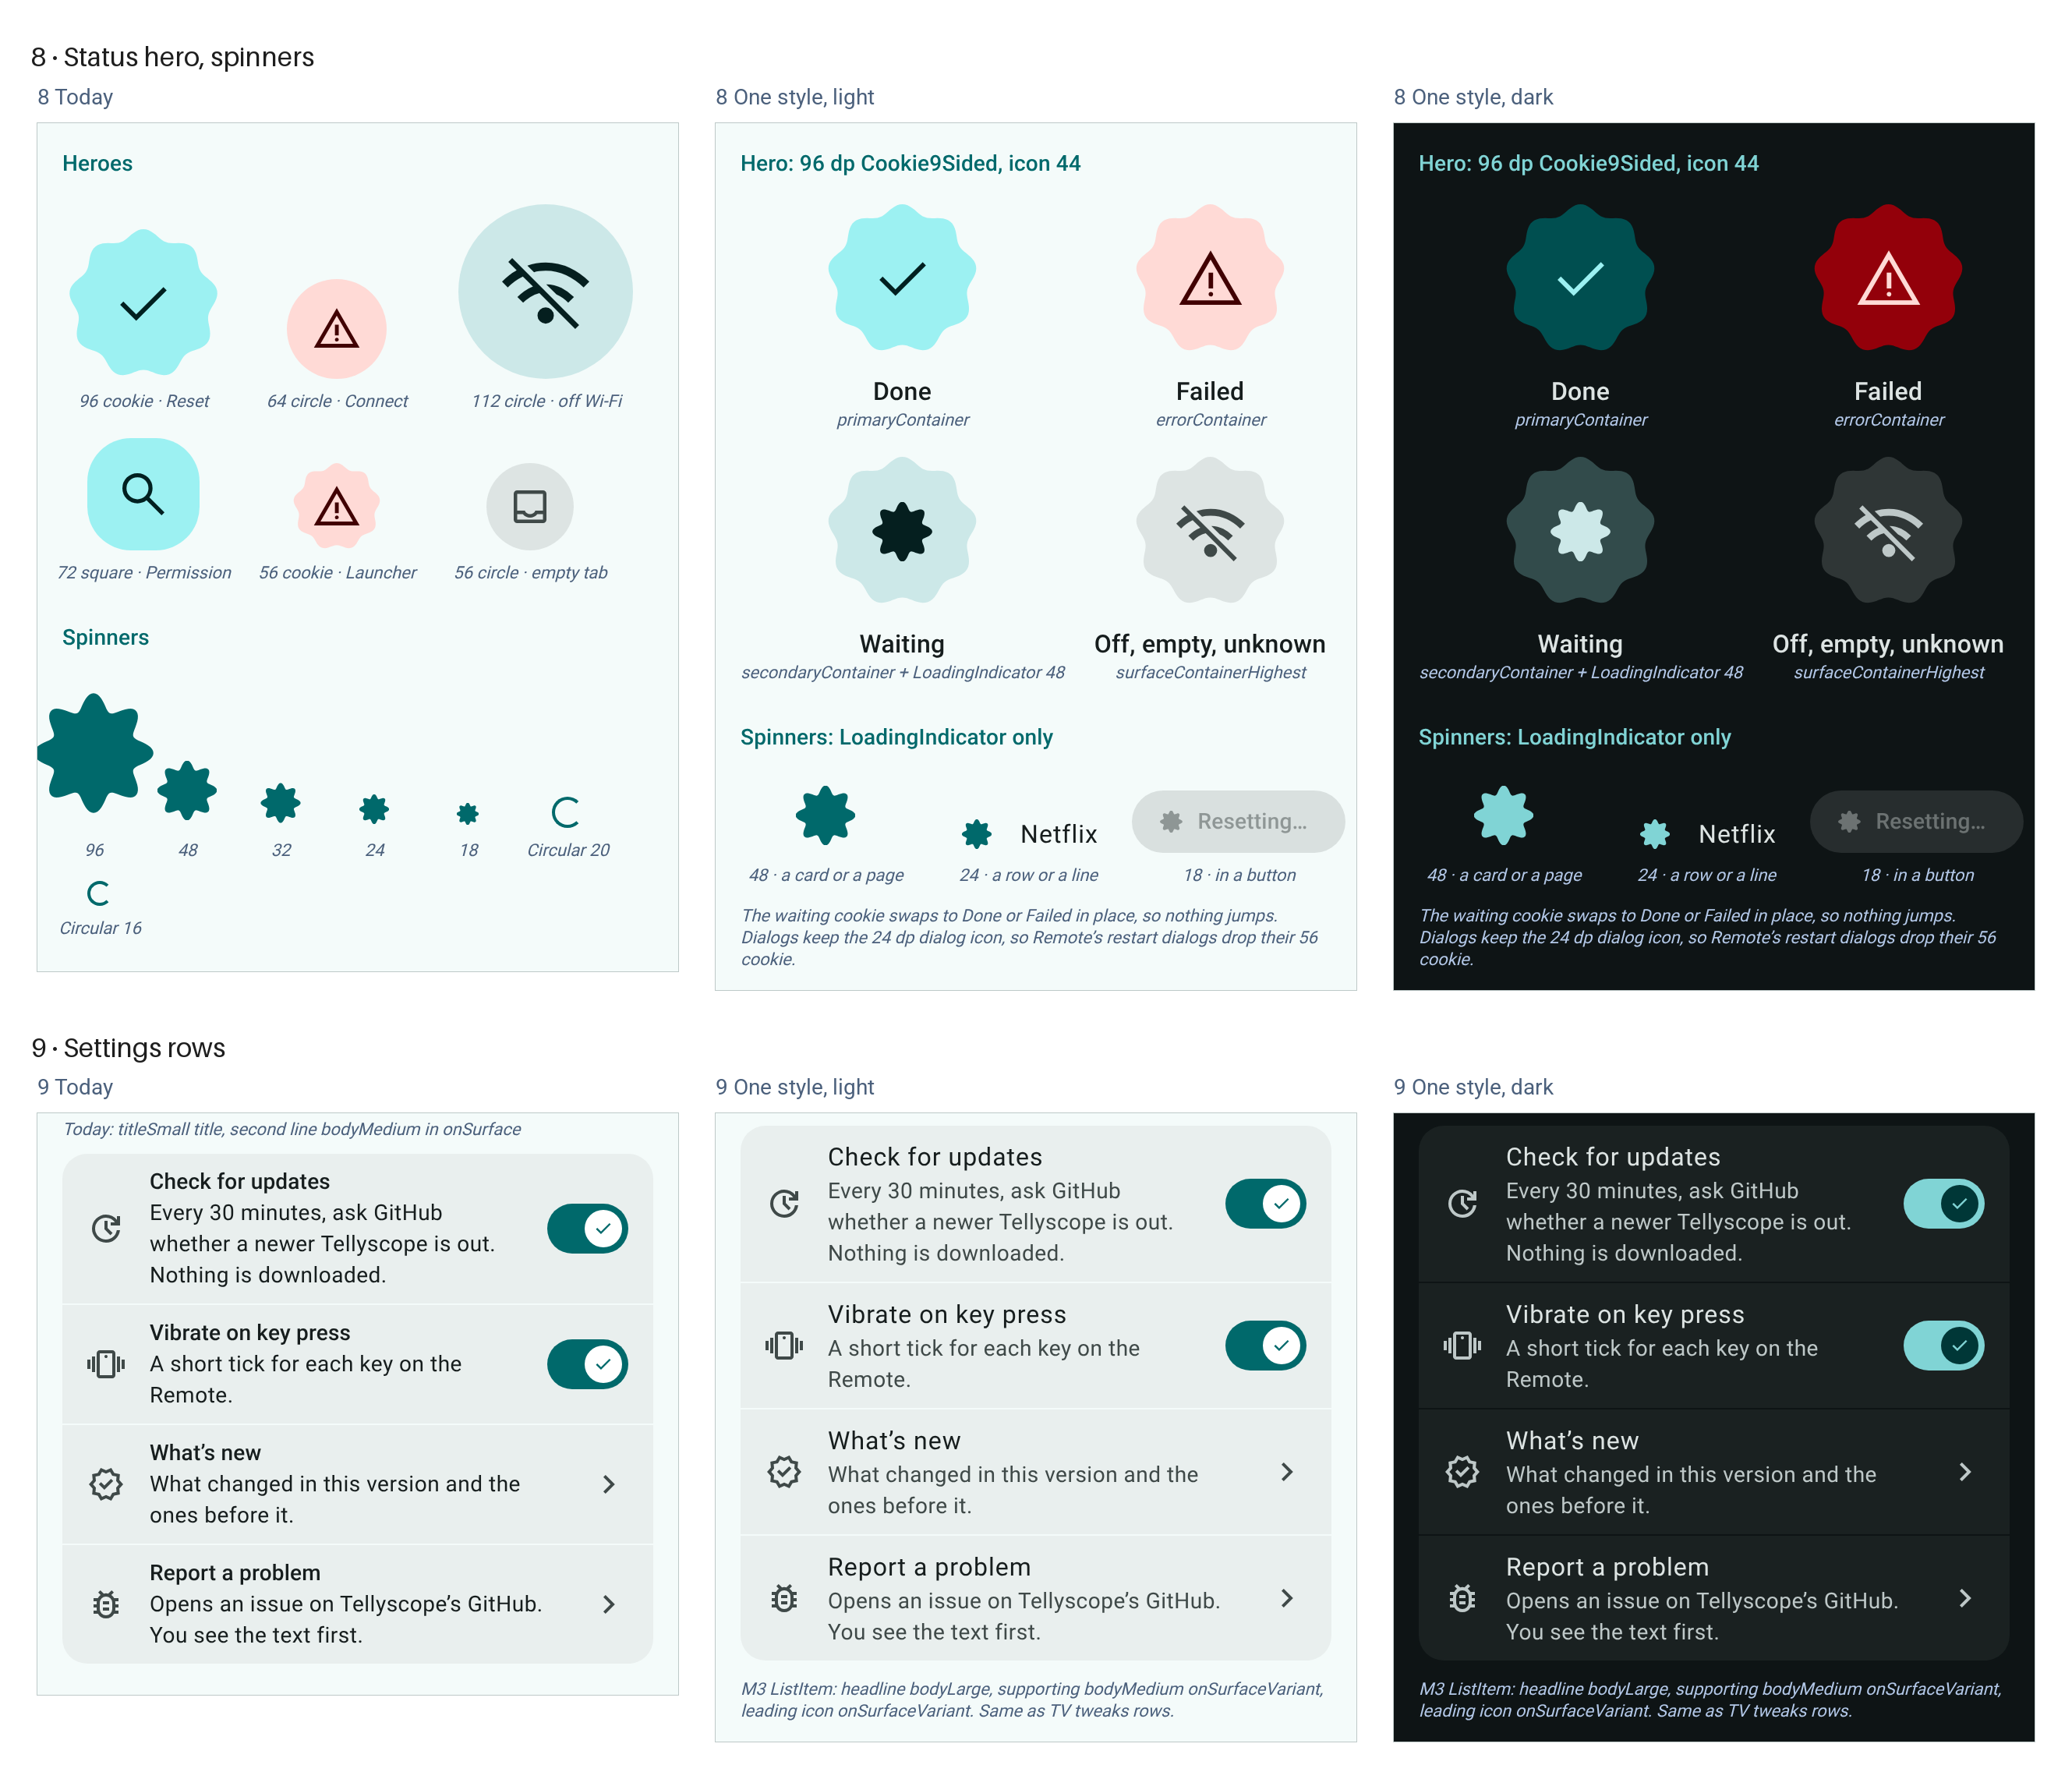 8 · Status hero, spinners
8 Today
Heroes
96 cookie · Reset
64 circle · Connect
112 circle · off Wi-Fi
72 square · Permission
56 cookie · Launcher
56 circle · empty tab
Spinners
96
48
32
24
18
Circular 20
Circular 16
8 One style, light
Hero: 96 dp Cookie9Sided, icon 44
Done
primaryContainer
Failed
errorContainer
Waiting
secondaryContainer + LoadingIndicator 48
Off, empty, unknown
surfaceContainerHighest
Spinners: LoadingIndicator only
Netflix
Resetting…
48 · a card or a page
24 · a row or a line
18 · in a button
The waiting cookie swaps to Done or Failed in place, so nothing jumps.
Dialogs keep the 24 dp dialog icon, so Remote’s restart dialogs drop their 56
cookie.
8 One style, dark
Hero: 96 dp Cookie9Sided, icon 44
Done
primaryContainer
Failed
errorContainer
Waiting
secondaryContainer + LoadingIndicator 48
Off, empty, unknown
surfaceContainerHighest
Spinners: LoadingIndicator only
Netflix
Resetting…
48 · a card or a page
24 · a row or a line
18 · in a button
The waiting cookie swaps to Done or Failed in place, so nothing jumps.
Dialogs keep the 24 dp dialog icon, so Remote’s restart dialogs drop their 56
cookie.
9 · Settings rows
9 Today
Today: titleSmall title, second line bodyMedium in onSurface
Check for updates
Every 30 minutes, ask GitHub
whether a newer Tellyscope is out.
Nothing is downloaded.
Vibrate on key press
A short tick for each key on the
Remote.
What’s new
What changed in this version and the
ones before it.
Report a problem
Opens an issue on Tellyscope’s GitHub.
You see the text first.
9 One style, light
Check for updates
Every 30 minutes, ask GitHub
whether a newer Tellyscope is out.
Nothing is downloaded.
Vibrate on key press
A short tick for each key on the
Remote.
What’s new
What changed in this version and the
ones before it.
Report a problem
Opens an issue on Tellyscope’s GitHub.
You see the text first.
M3 ListItem: headline bodyLarge, supporting bodyMedium onSurfaceVariant,
leading icon onSurfaceVariant. Same as TV tweaks rows.
9 One style, dark
Check for updates
Every 30 minutes, ask GitHub
whether a newer Tellyscope is out.
Nothing is downloaded.
Vibrate on key press
A short tick for each key on the
Remote.
What’s new
What changed in this version and the
ones before it.
Report a problem
Opens an issue on Tellyscope’s GitHub.
You see the text first.
M3 ListItem: headline bodyLarge, supporting bodyMedium onSurfaceVariant,
leading icon onSurfaceVariant. Same as TV tweaks rows.